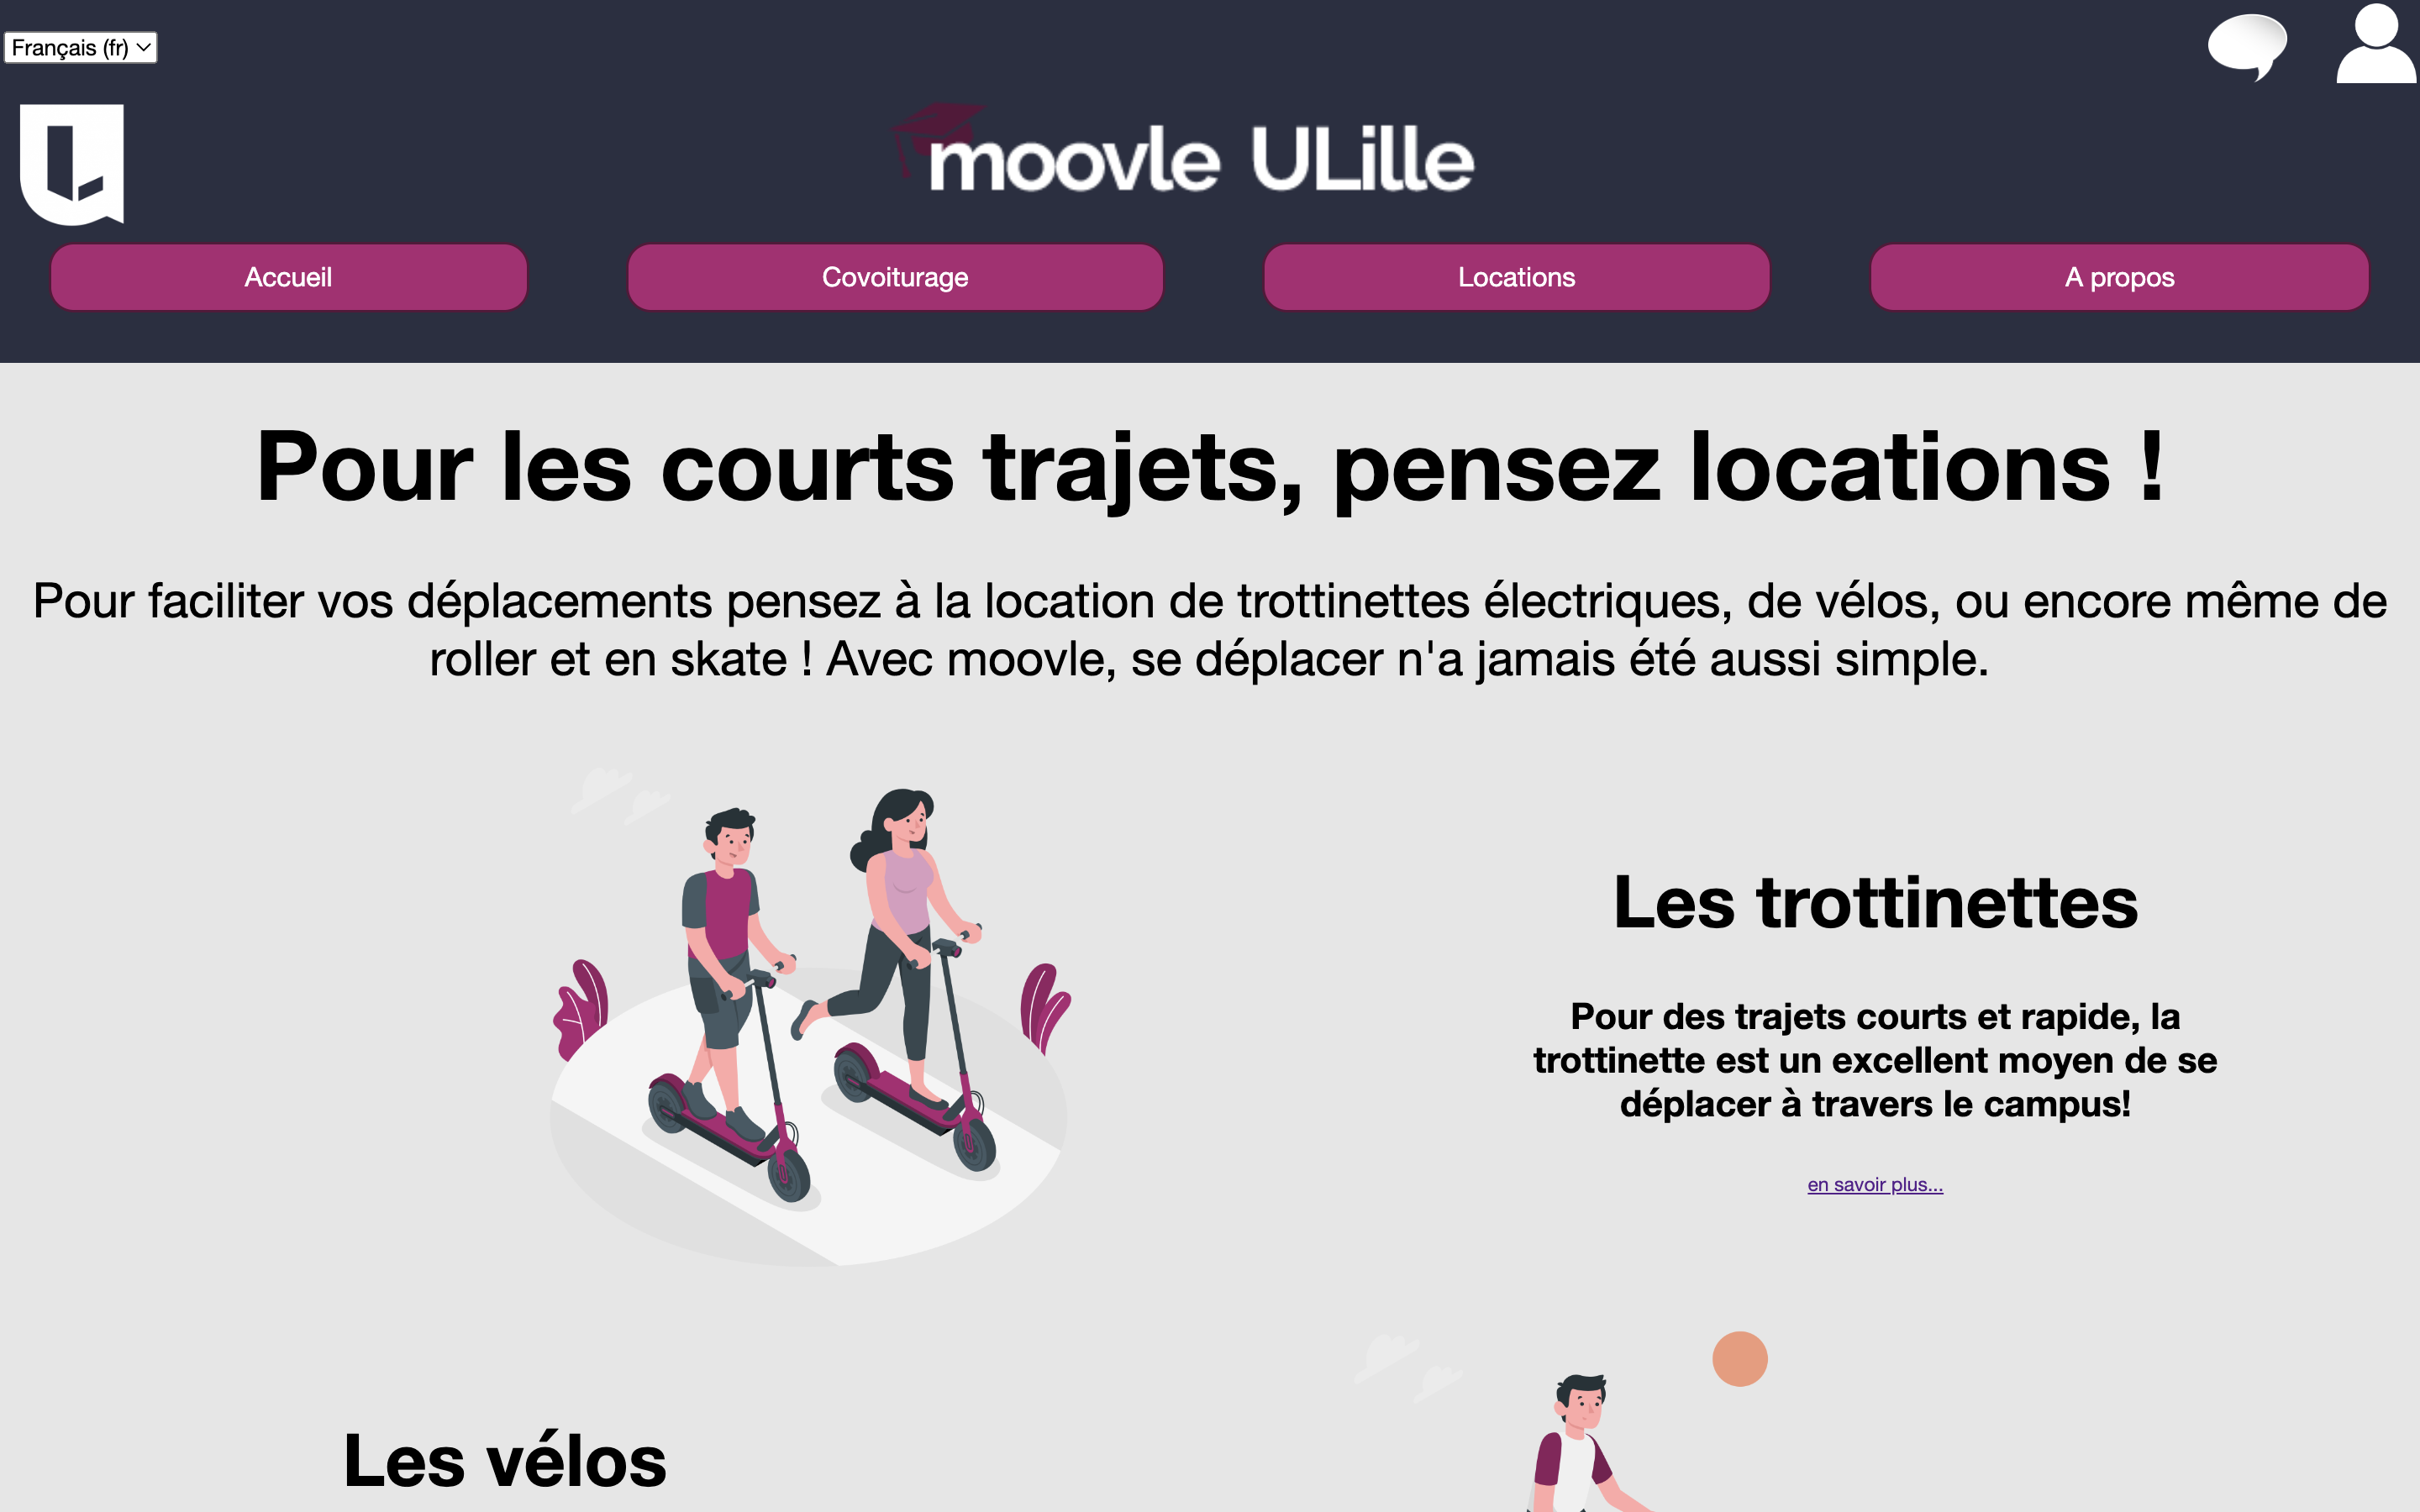 Français (fr)
moovle ULille
Accueil
Covoiturage
Locations
A propos
Pour les courts trajets, pensez locations !
Pour faciliter vos déplacements pensez à la location de trottinettes électriques, de vélos, ou encore même de
roller et en skate ! Avec moovle, se déplacer n'a jamais été aussi simple.
Les trottinettes
Pour des trajets courts et rapide, la
trottinette est un excellent moyen de se
déplacer à travers le campus!
en savoir plus...
Les vélos